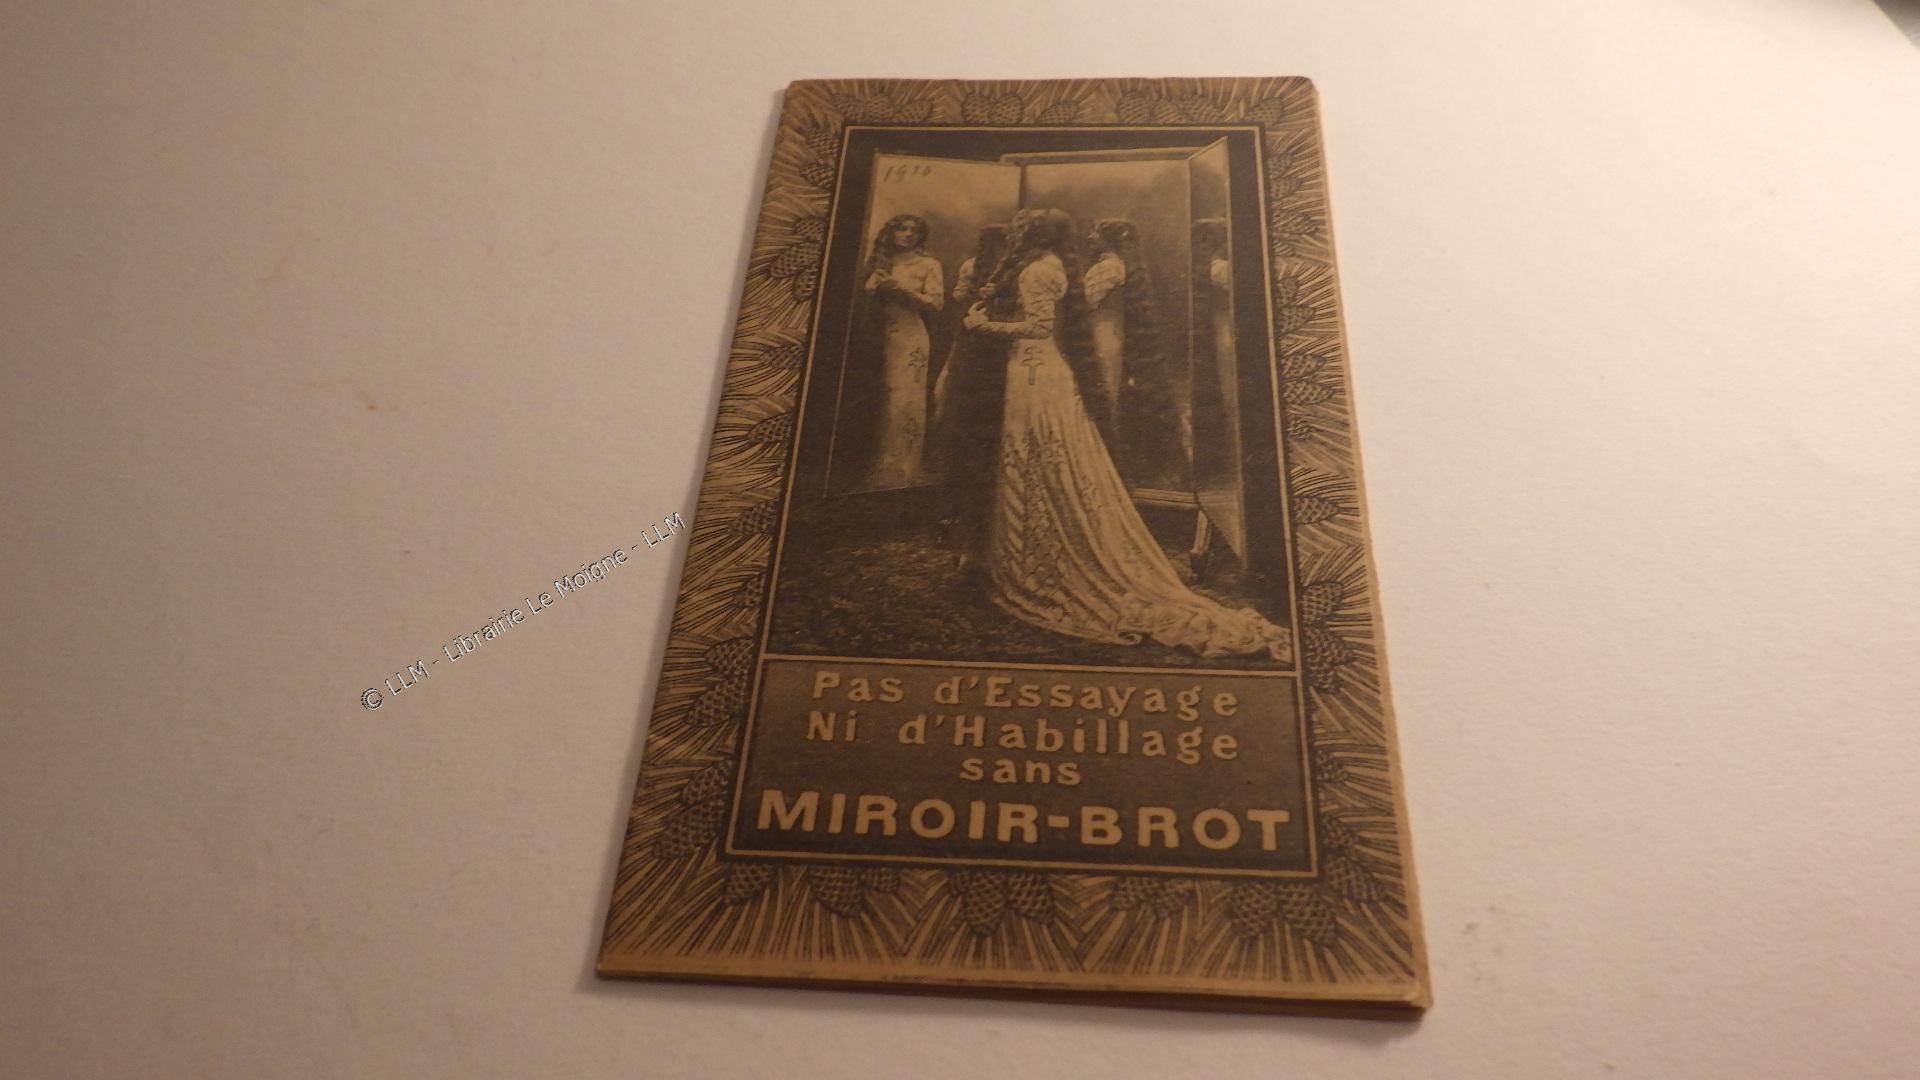 1910
Pas d'Essayage
Ni d'Habillage
sans
MIROIR-BROT
© LLM - Librairie Le Moigne - LLM